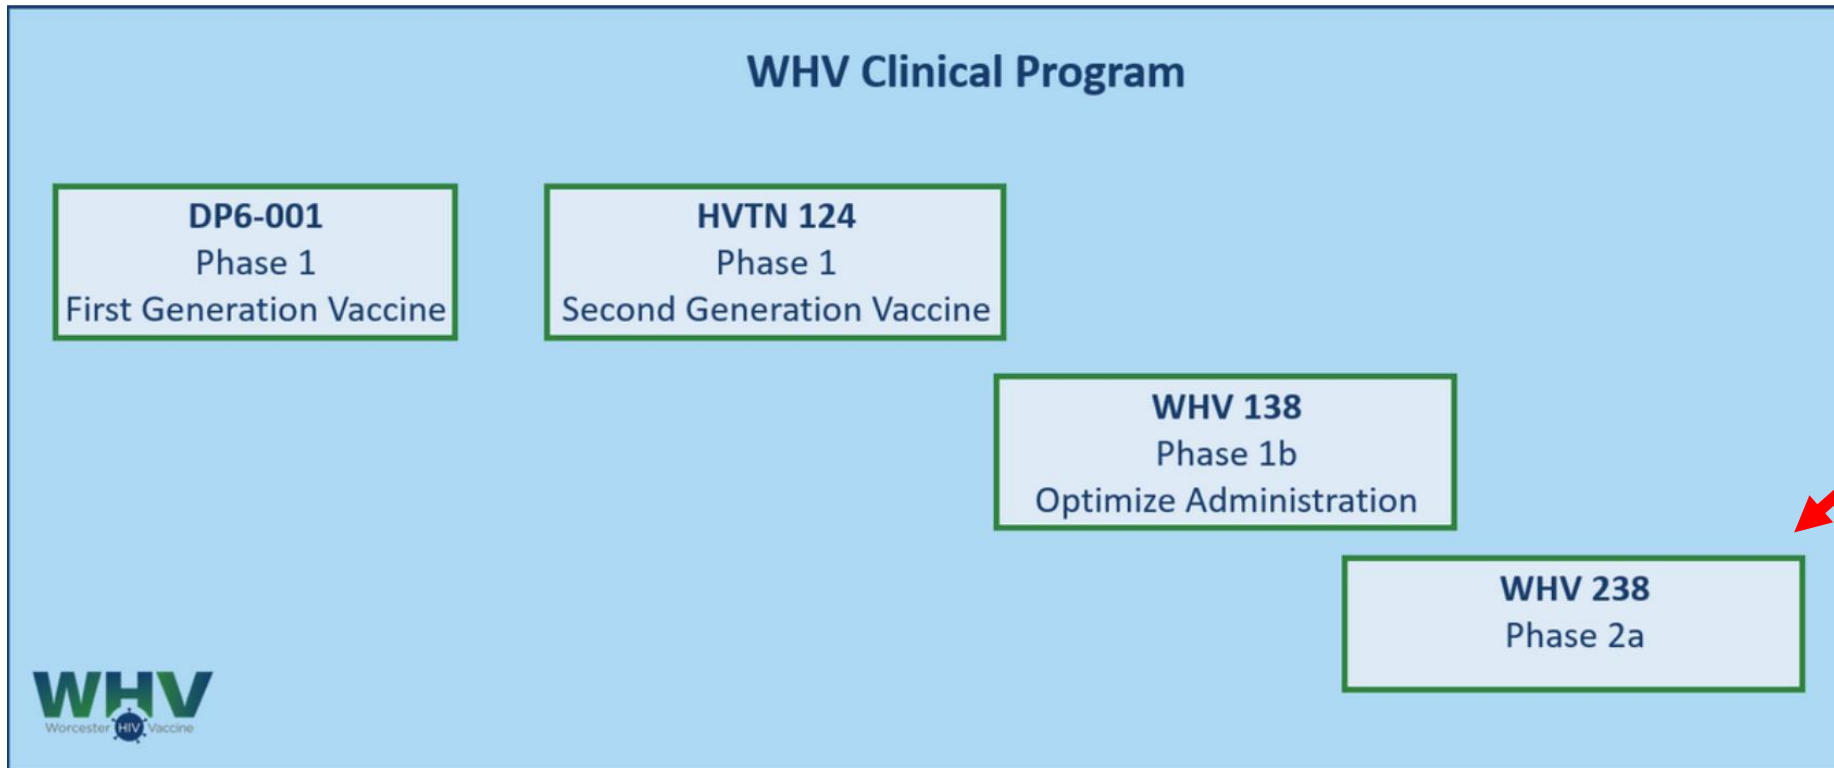 WHV Clinical Program
DP6-001
Phase 1
First Generation Vaccine
HVTN 124
Phase 1
Second Generation Vaccine
WHV 138
Phase 1b
Optimize Administration
WHV 238
Phase 2a
WHV
Worcester HIV Vaccine